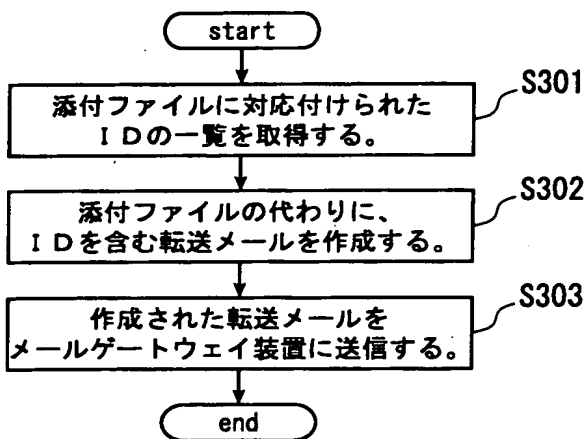 start
S301
添付ファイルに対応付けられた
IDの一覧を取得する。
S302
添付ファイルの代わりに、
IDを含む転送メールを作成する。
S303
作成された転送メールを
メールゲートウェイ装置に送信する。
end